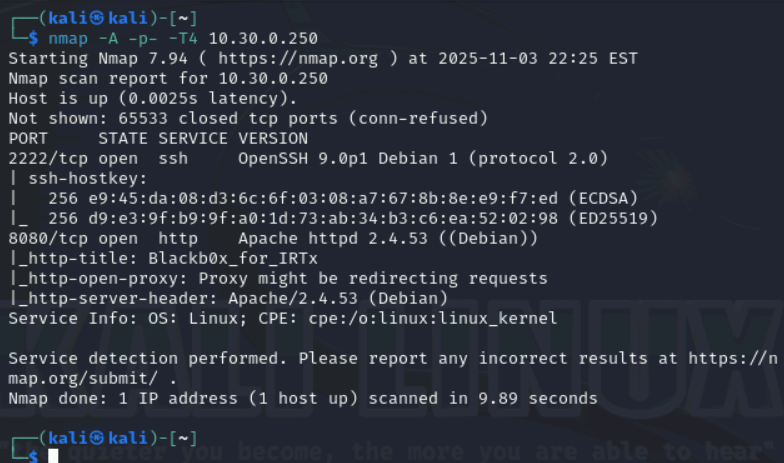 ┌──(kali㉿kali)-[~]
└─$ nmap -A -p- -T4 10.30.0.250
Starting Nmap 7.94 ( https://nmap.org ) at 2025-11-03 22:25 EST
Nmap scan report for 10.30.0.250
Host is up (0.0025s latency).
Not shown: 65533 closed tcp ports (conn-refused)
PORT     STATE SERVICE VERSION
2222/tcp open  ssh     OpenSSH 9.0p1 Debian 1 (protocol 2.0)
| ssh-hostkey:
|   256 e9:45:da:08:d3:6c:6f:03:08:a7:67:8b:8e:e9:f7:ed (ECDSA)
|_  256 d9:e3:9f:b9:9f:a0:1d:73:ab:34:b3:c6:ea:52:02:98 (ED25519)
8080/tcp open  http    Apache httpd 2.4.53 ((Debian))
|_http-title: Blackb0x_for_IRTx
|_http-open-proxy: Proxy might be redirecting requests
|_http-server-header: Apache/2.4.53 (Debian)
Service Info: OS: Linux; CPE: cpe:/o:linux:linux_kernel

Service detection performed. Please report any incorrect results at https://n
map.org/submit/ .
Nmap done: 1 IP address (1 host up) scanned in 9.89 seconds
KALI LINUX
┌──(kali㉿kali)-[~]
└─$
quieter you become, the more you are able to hear"